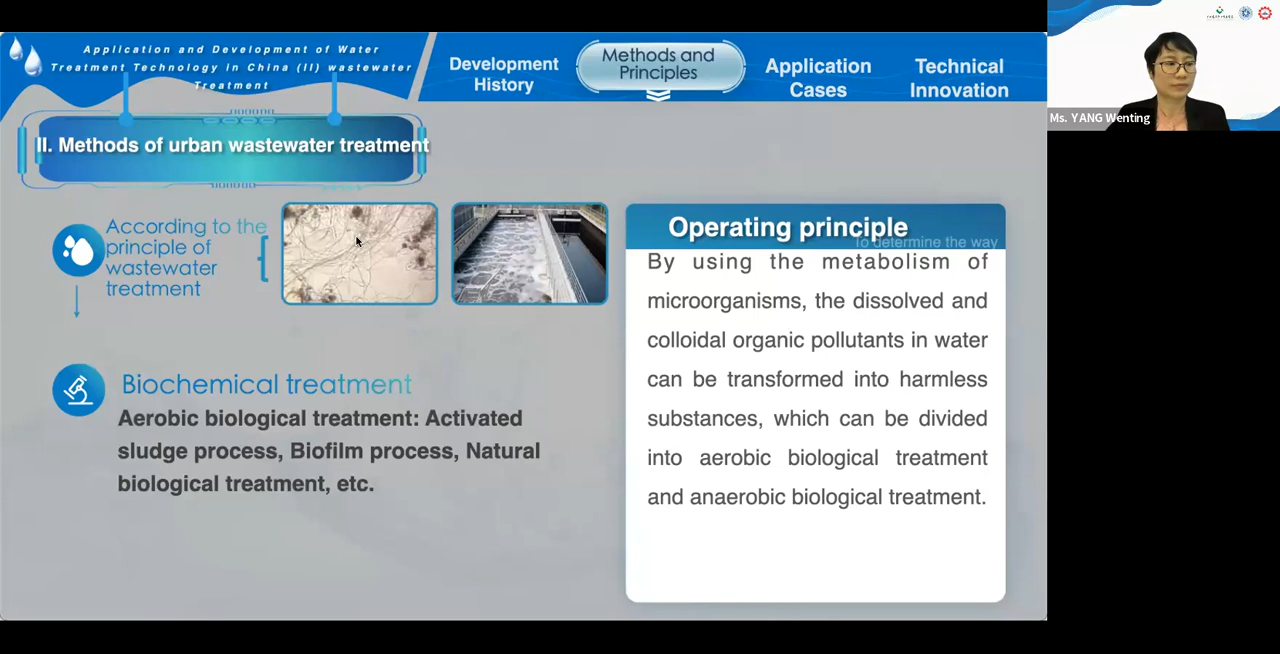 Application and Development of Water
Treatment Technology in China (II) wastewater
Treatment
Development
History
Methods and
Principles
Application
Cases
Technical
Innovation
Ms. YANG Wenting
II. Methods of urban wastewater treatment
According to the
principle of
wastewater
treatment
Operating principle
To determine the way
By using the metabolism of
microorganisms, the dissolved and
colloidal organic pollutants in water
can be transformed into harmless
substances, which can be divided
into aerobic biological treatment
and anaerobic biological treatment.
Biochemical treatment
Aerobic biological treatment: Activated
sludge process, Biofilm process, Natural
biological treatment, etc.